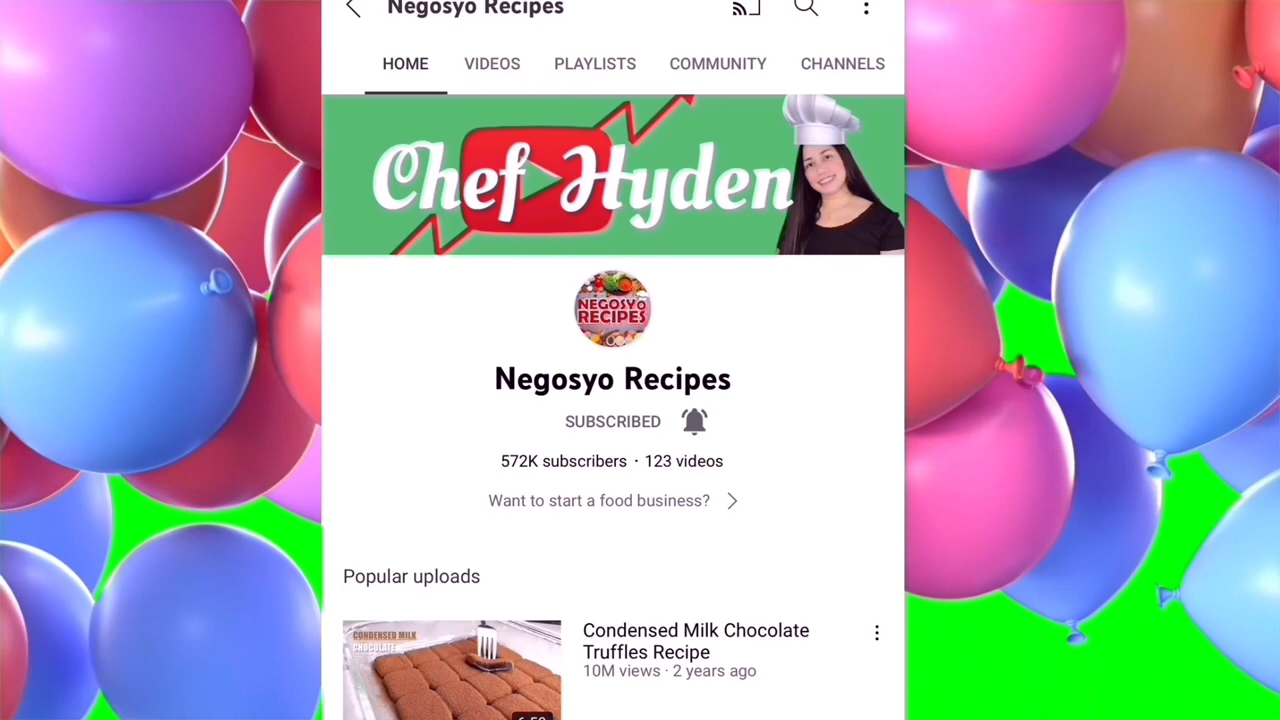 Negosyo Recipes
HOME VIDEOS PLAYLISTS COMMUNITY CHANNELS
Chef Hyden
NEGOSYO
RECIPES
Negosyo Recipes
SUBSCRIBED
572K subscribers · 123 videos
Want to start a food business?
Popular uploads
CONDENSED MILK
CHOCOLATE
Condensed Milk Chocolate
Truffles Recipe
10M views · 2 years ago